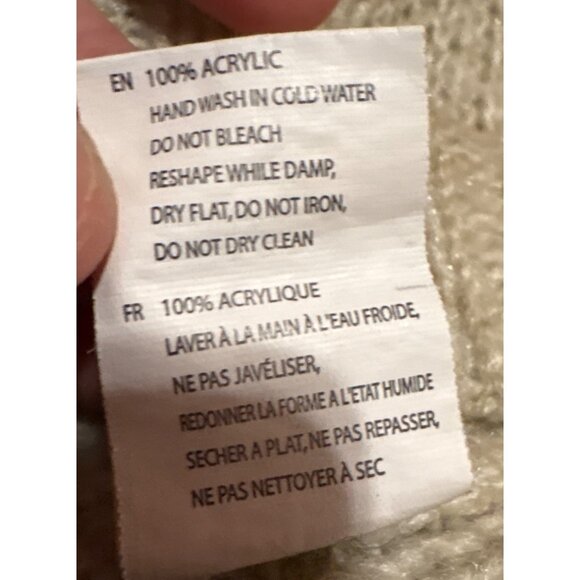 EN 100% ACRYLIC
HAND WASH IN COLD WATER
DO NOT BLEACH
RESHAPE WHILE DAMP,
DRY FLAT, DO NOT IRON,
DO NOT DRY CLEAN
FR 100% ACRYLIQUE
LAVER À LA MAIN À L'EAU FROIDE,
NE PAS JAVÉLISER,
REDONNER LA FORME A L'ETAT HUMIDE
SECHER A PLAT, NE PAS REPASSER,
NE PAS NETTOYER À SEC